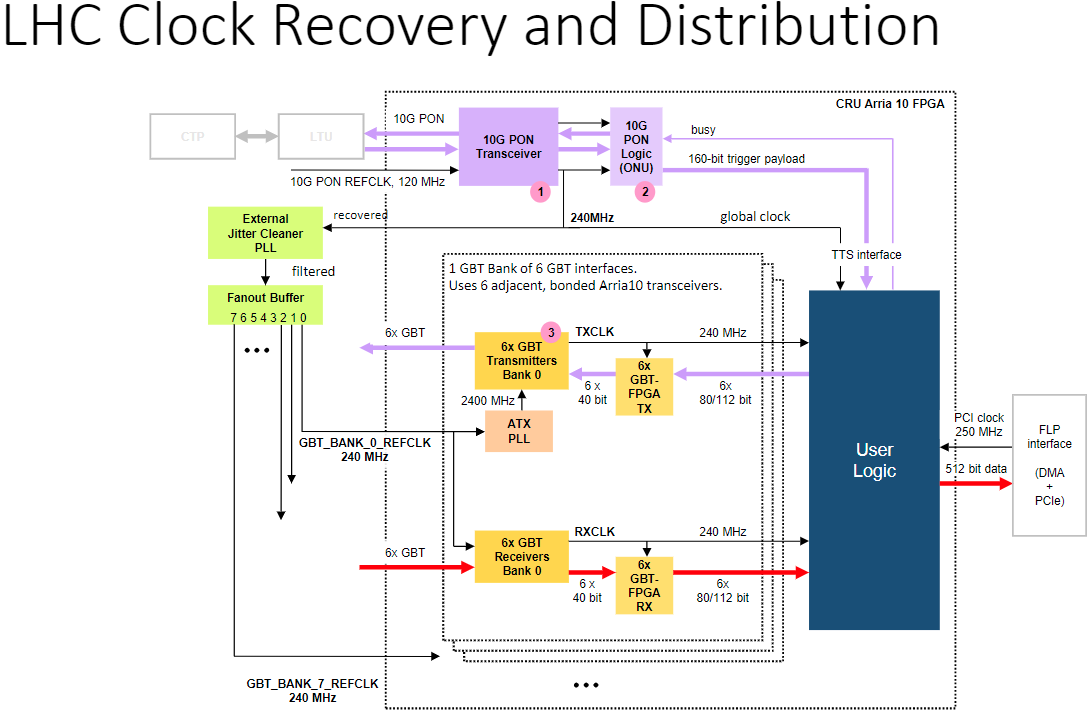 LHC Clock Recovery and Distribution
CRU Arria 10 FPGA
CTP
LTU
10G PON
10G PON
Transceiver
10G
PON
Logic
(ONU)
busy
160-bit trigger payload
10G PON REFCLK, 120 MHz
1
2
recovered
240MHz
global clock
External
Jitter Cleaner
PLL
TTS interface
filtered
1 GBT Bank of 6 GBT interfaces.
Uses 6 adjacent, bonded Arria10 transceivers.
Fanout Buffer
7 6 5 4 3 2 1 0
•••
6x GBT
3
TXCLK
240 MHz
6x GBT
Transmitters
Bank 0
6x
GBT-
FPGA
TX
6 x
40 bit
6x
80/112 bit
2400 MHz
ATX
PLL
GBT_BANK_0_REFCLK
240 MHz
User
Logic
PCI clock
250 MHz
512 bit data
FLP
interface
(DMA
+
PCIe)
6x GBT
RXCLK
240 MHz
6x GBT
Receivers
Bank 0
6x
GBT-
FPGA
RX
6 x
40 bit
6x
80/112 bit
GBT_BANK_7_REFCLK
240 MHz
•••